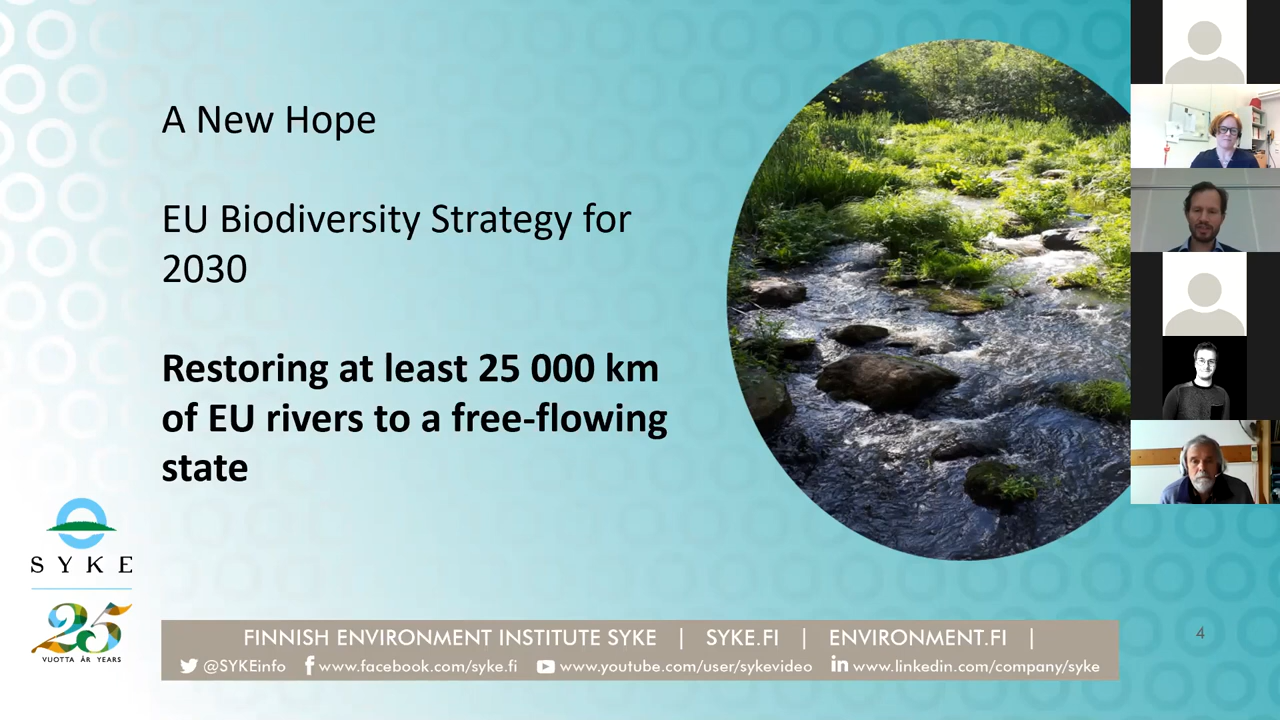 A New Hope
EU Biodiversity Strategy for
2030
Restoring at least 25 000 km
of EU rivers to a free-flowing
state
SYKE
25
VUOTTA ÅR YEARS
FINNISH ENVIRONMENT INSTITUTE SYKE | SYKE.FI | ENVIRONMENT.FI |
@SYKEinfo www.facebook.com/syke.fi www.youtube.com/user/sykevideo www.linkedin.com/company/syke
4